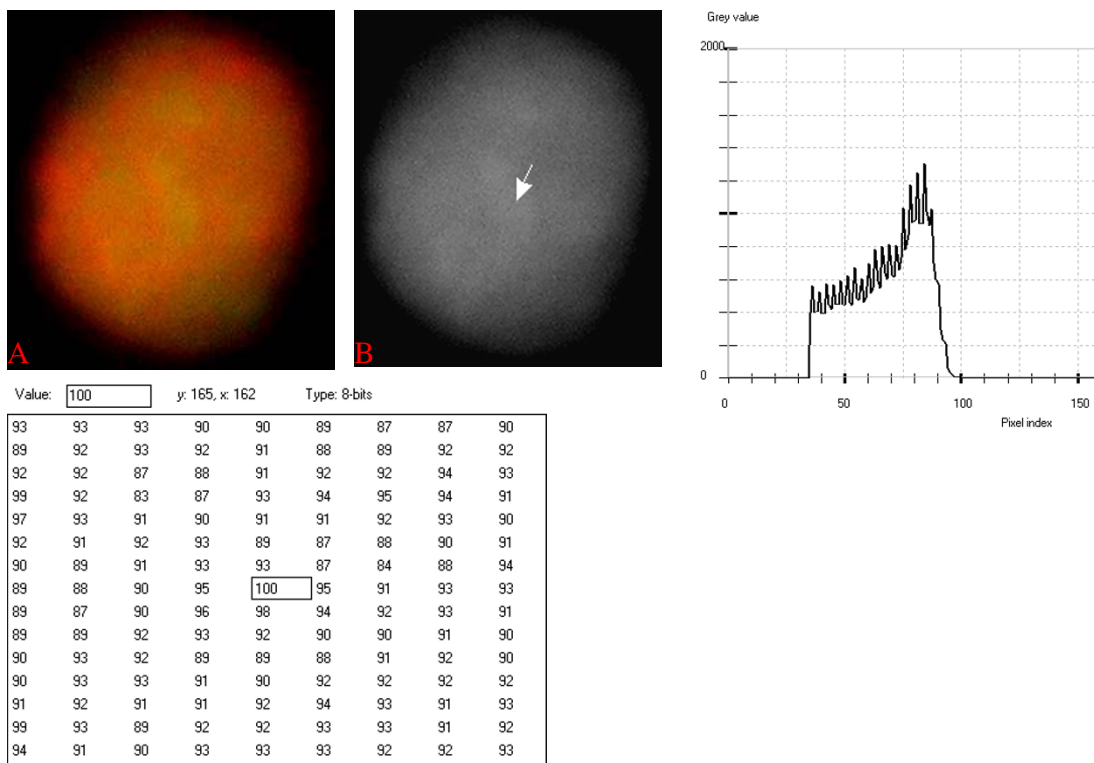 A
B
Grey value
2000
0
0 50 100 150
Pixel index
Value: 100 y: 165, x: 162 Type: 8-bits
93 93 93 90 90 89 87 87 90
89 92 93 92 91 88 89 92 92
92 92 87 88 91 92 92 94 93
99 92 83 87 93 94 95 94 91
97 93 91 90 91 91 92 93 90
92 91 92 93 89 87 88 90 91
90 89 91 93 93 87 84 88 94
89 88 90 95 100 95 91 93 93
89 87 90 96 98 94 92 93 91
89 89 92 93 92 90 90 91 90
90 93 92 89 89 88 91 92 90
90 93 93 91 90 92 92 92 92
91 92 91 91 92 94 93 91 93
99 93 89 92 92 93 93 91 92
94 91 90 93 93 93 92 92 93